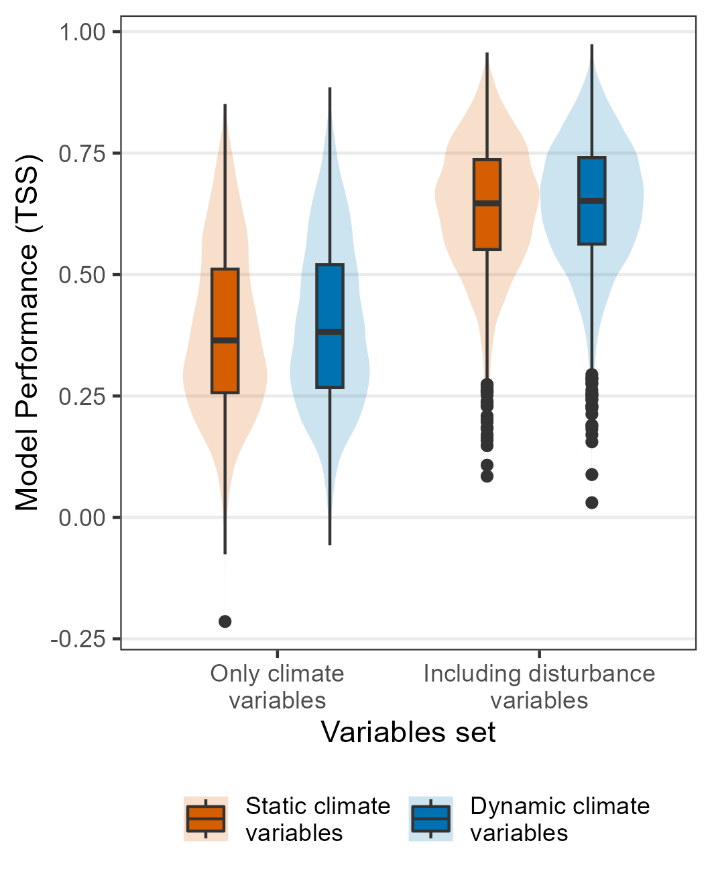 Model Performance (TSS)
1.00
0.75
0.50
0.25
0.00
-0.25
Only climate
variables
Including disturbance
variables
Variables set
Static climate
variables
Dynamic climate
variables